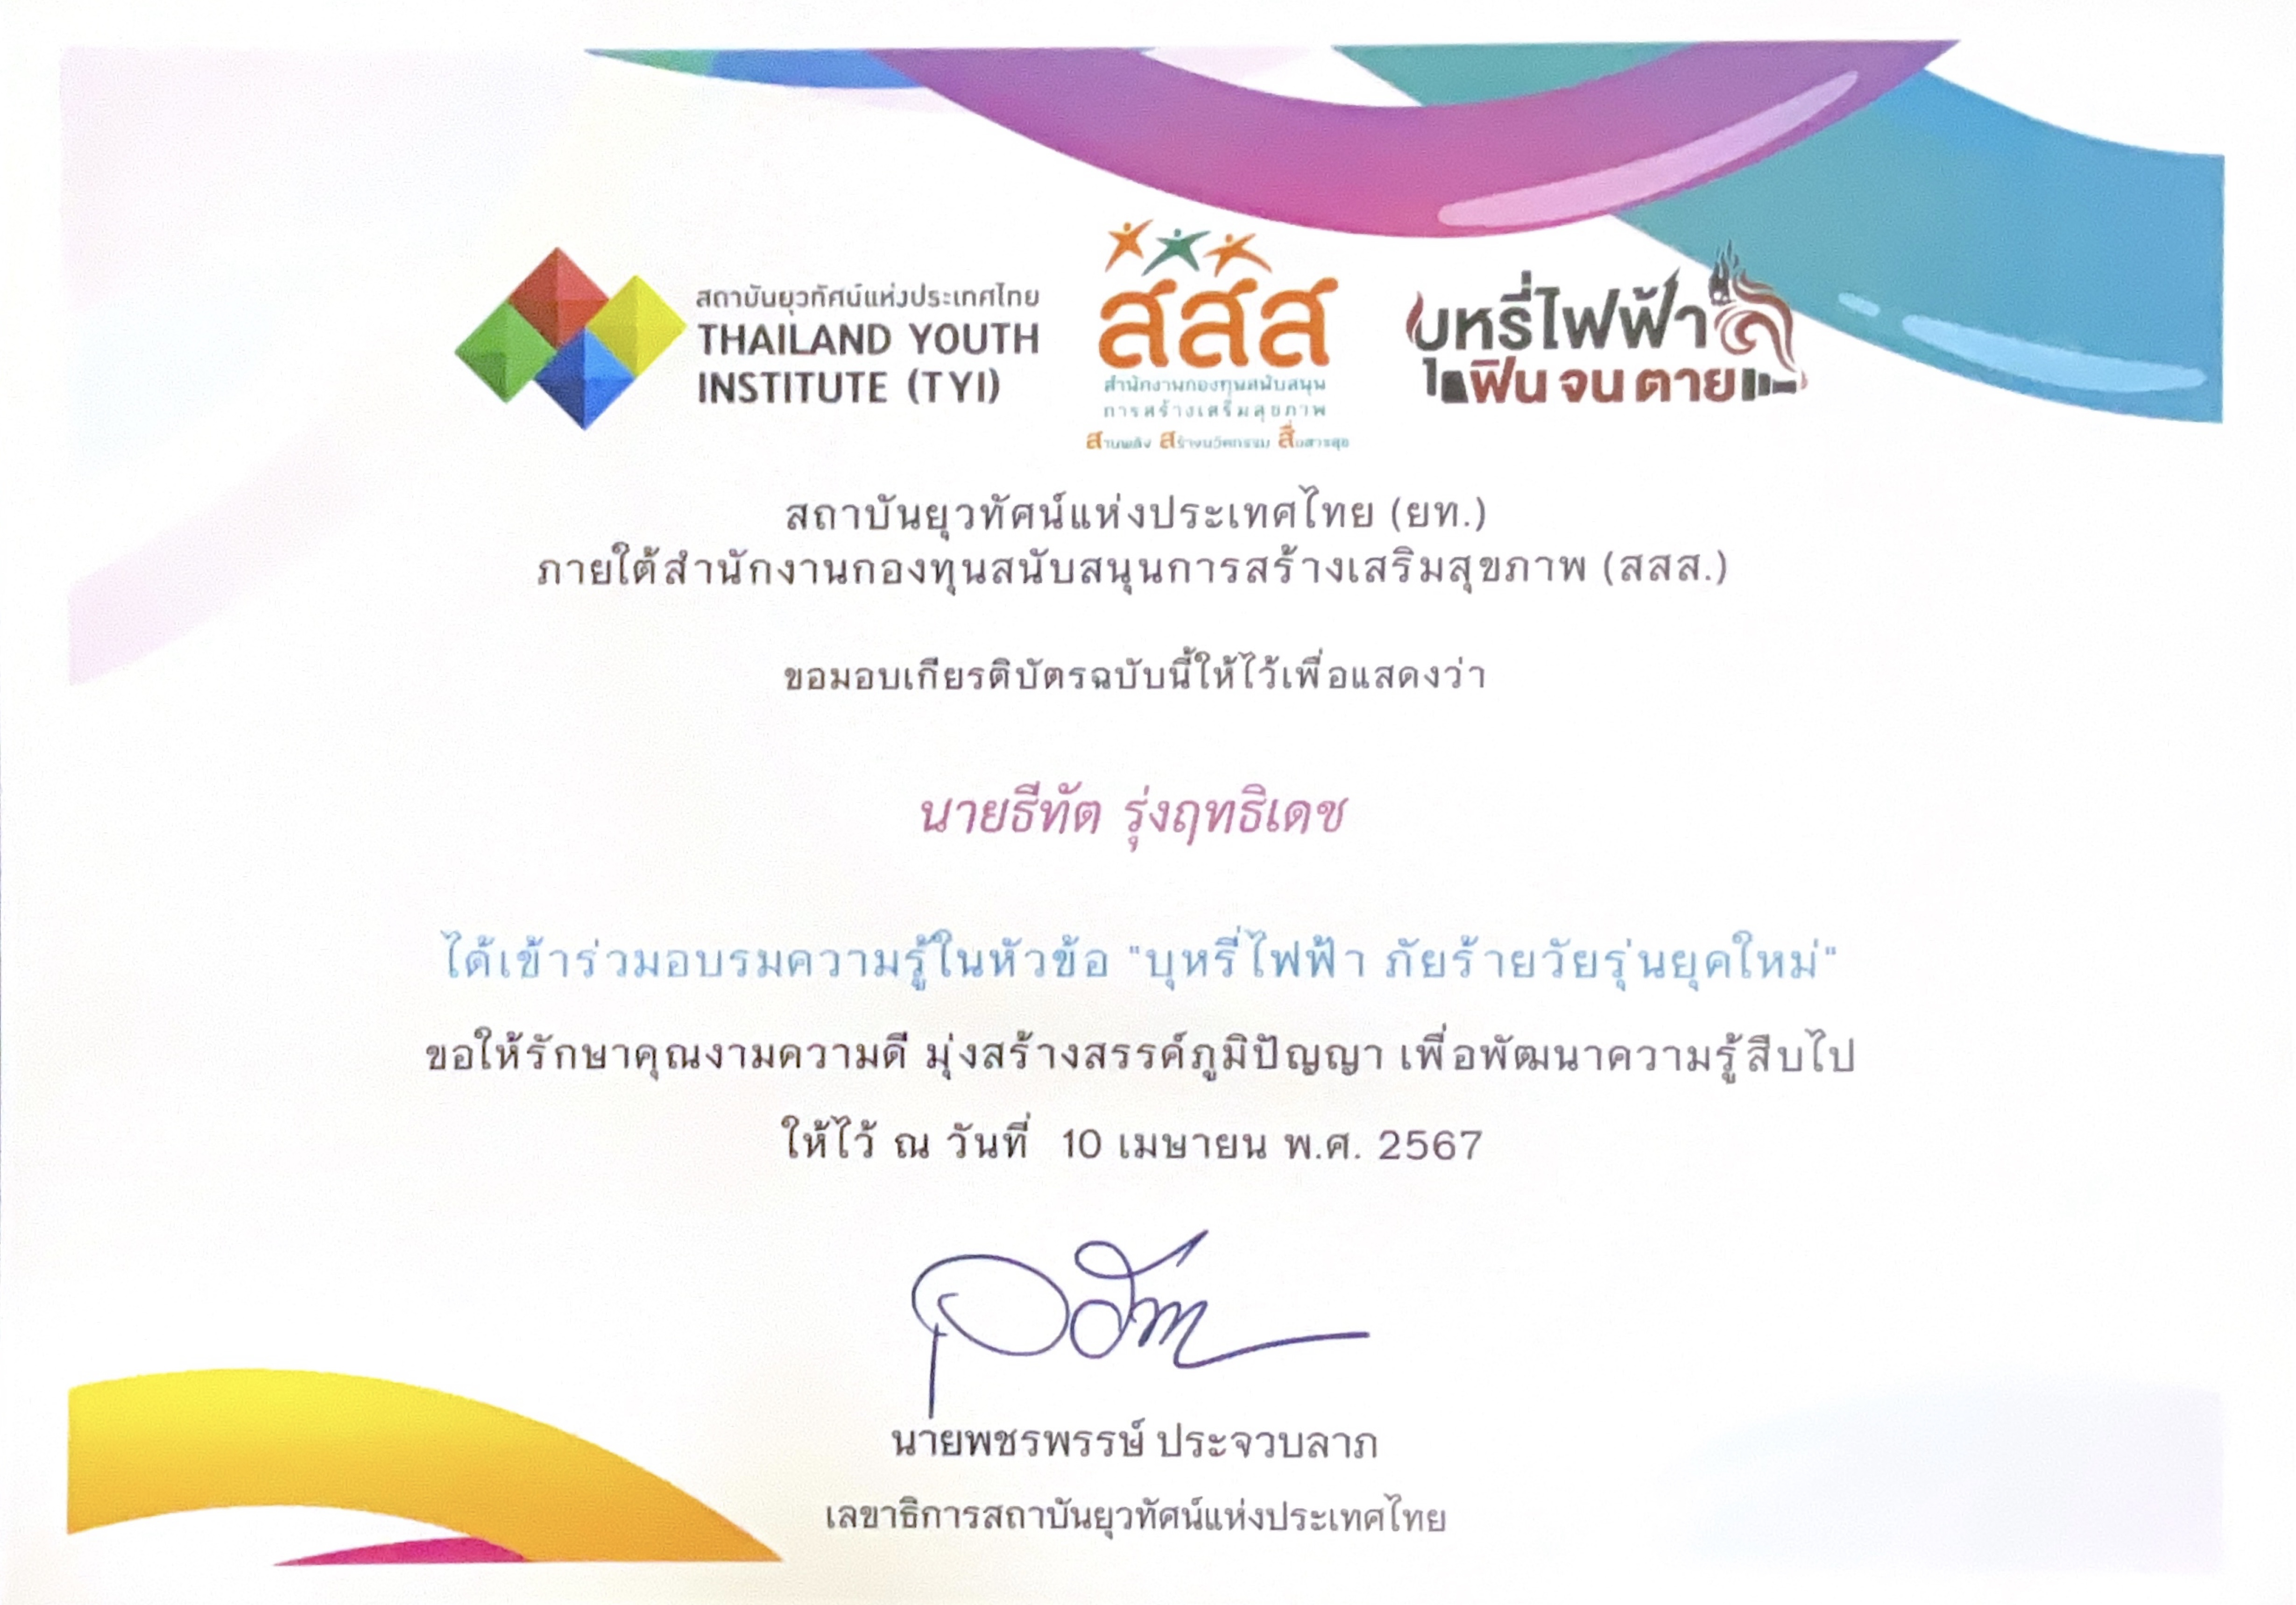 สถาบันยุวทัศน์แห่งประเทศไทย
THAILAND YOUTH
INSTITUTE (TYI)
สสส
สำนักงานกองทุนสนับสนุน
การสร้างเสริมสุขภาพ
สานพลัง สร้างนวัตกรรม สื่อสารสุข
บุหรี่ไฟฟ้า
ฟินจนตาย
สถาบันยุวทัศน์แห่งประเทศไทย (ยท.)
ภายใต้สำนักงานกองทุนสนับสนุนการสร้างเสริมสุขภาพ (สสส.)
ขอมอบเกียรติบัตรฉบับนี้ให้ไว้เพื่อแสดงว่า
นายธีทัต รุ่งฤทธิเดช
ได้เข้าร่วมอบรมความรู้ในหัวข้อ "บุหรี่ไฟฟ้า ภัยร้ายวัยรุ่นยุคใหม่"
ขอให้รักษาคุณงามความดี มุ่งสร้างสรรค์ภูมิปัญญา เพื่อพัฒนาความรู้สืบไป
ให้ไว้ ณ วันที่ 10 เมษายน พ.ศ. 2567
นายพชรพรรษ์ ประจวบลาภ
เลขาธิการสถาบันยุวทัศน์แห่งประเทศไทย